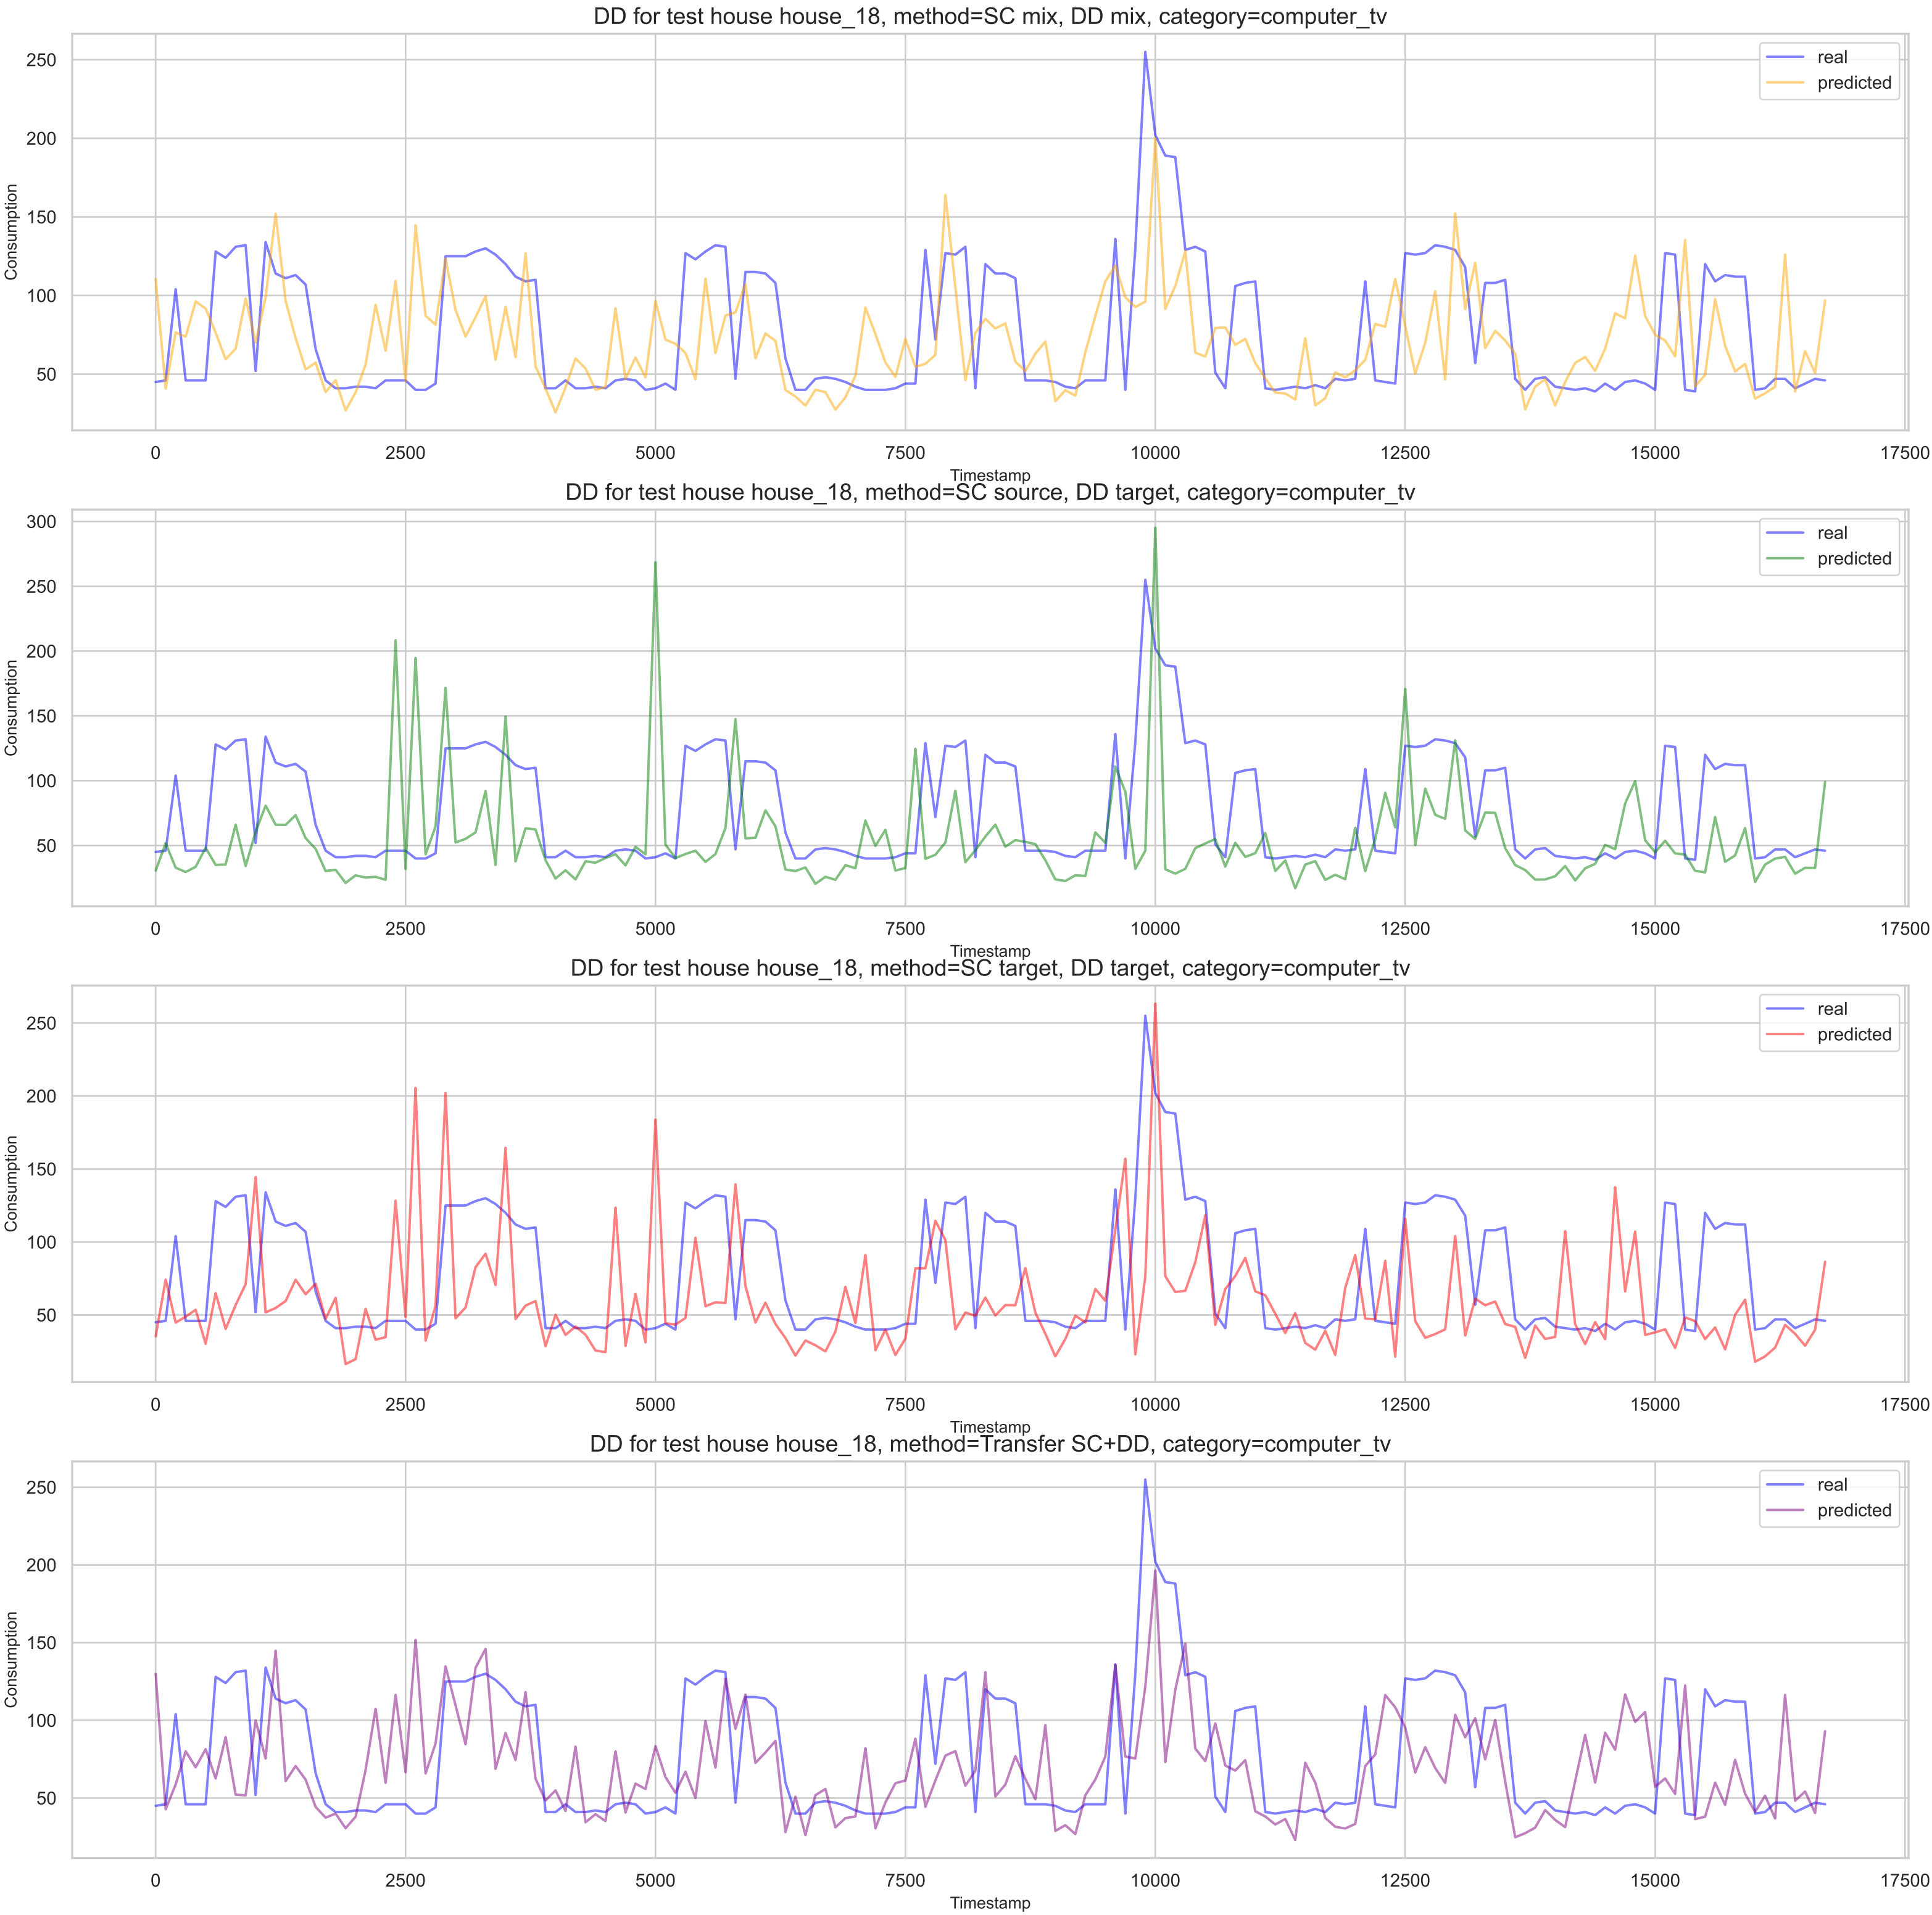 DD for test house house_18, method=SC mix, DD mix, category=computer_tv
250
200
150
100
50
Consumption
real
predicted
0 2500 5000 7500 10000 12500 15000 17500
Timestamp
DD for test house house_18, method=SC source, DD target, category=computer_tv
300
250
200
150
100
50
Consumption
real
predicted
0 2500 5000 7500 10000 12500 15000 17500
Timestamp
DD for test house house_18, method=SC target, DD target, category=computer_tv
250
200
150
100
50
Consumption
real
predicted
0 2500 5000 7500 10000 12500 15000 17500
Timestamp
DD for test house house_18, method=Transfer SC+DD, category=computer_tv
250
200
150
100
50
Consumption
real
predicted
0 2500 5000 7500 10000 12500 15000 17500
Timestamp